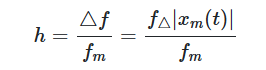 h = △f / f_m = f_△|x_m(t)| / f_m